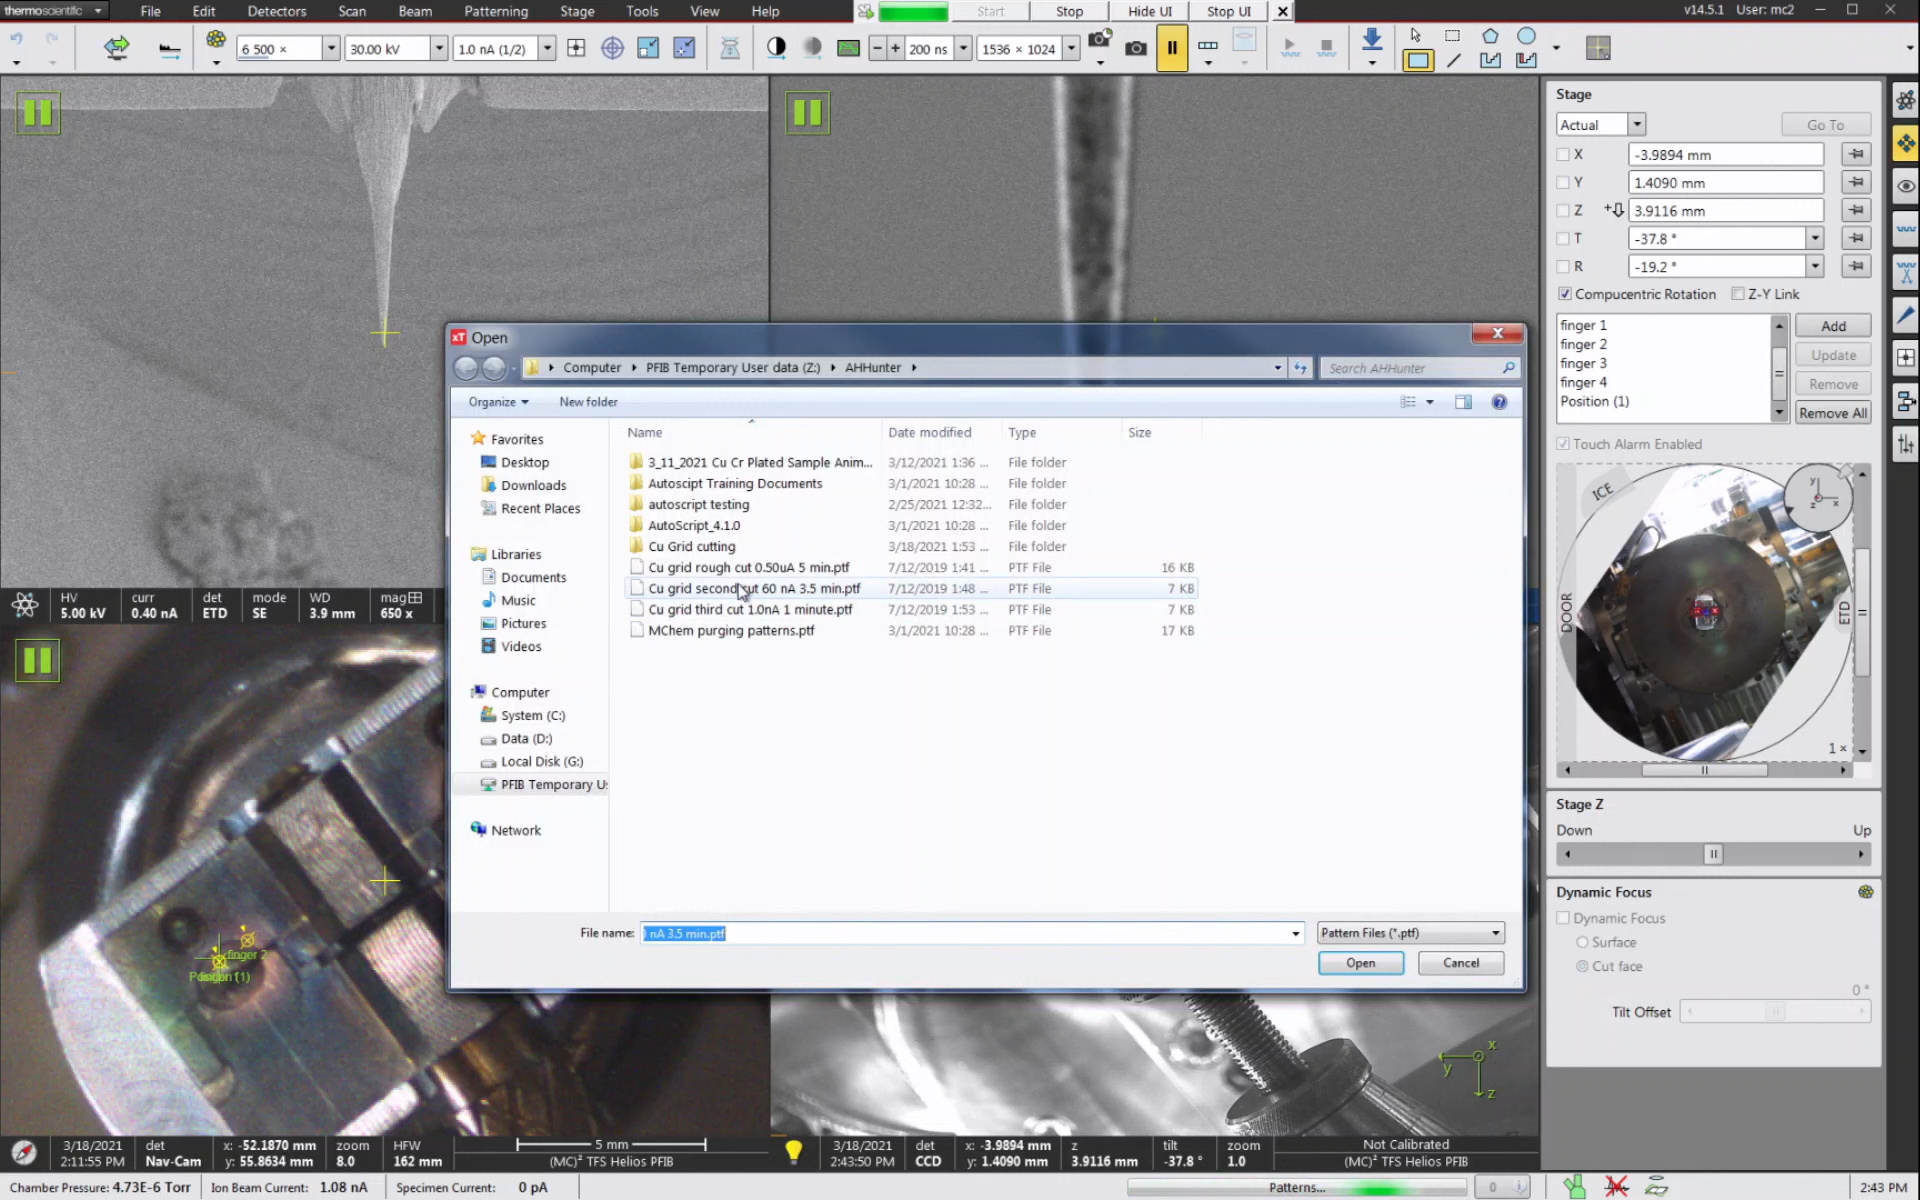 thermoscientific
File Edit Detectors Scan Beam Patterning Stage Tools View Help
Start Stop Hide UI Stop UI
v14.5.1 User: mc2
6 500 × 30.00 kV 1.0 nA (1/2) 200 ns 1536 × 1024
Stage
Actual Go To
X -3.9894 mm
Y 1.4090 mm
Z 3.9116 mm
T -37.8 °
R -19.2 °
Compucentric Rotation Z-Y Link
finger 1
finger 2
finger 3
finger 4
Position (1)
Add
Update
Remove
Remove All
Touch Alarm Enabled
ICE
DOOR
ETD
y
x
z
1 ×
Stage Z
Down Up
Dynamic Focus
Dynamic Focus
Surface
Cut face
0 °
Tilt Offset
xT Open
Computer PFIB Temporary User data (Z:) AHHunter
Search AHHunter
Organize New folder
Favorites
Desktop
Downloads
Recent Places
Libraries
Documents
Music
Pictures
Videos
Computer
System (C:)
Data (D:)
Local Disk (G:)
PFIB Temporary U:
Network
Name Date modified Type Size
3_11_2021 Cu Cr Plated Sample Anim... 3/12/2021 1:36 ... File folder
Autoscipt Training Documents 3/1/2021 10:28 ... File folder
autoscript testing 2/25/2021 12:32... File folder
AutoScript_4.1.0 3/1/2021 10:28 ... File folder
Cu Grid cutting 3/18/2021 1:53 ... File folder
Cu grid rough cut 0.50uA 5 min.ptf 7/12/2019 1:41 ... PTF File 16 KB
Cu grid second cut 60 nA 3.5 min.ptf 7/12/2019 1:48 ... PTF File 7 KB
Cu grid third cut 1.0nA 1 minute.ptf 7/12/2019 1:53 ... PTF File 7 KB
MChem purging patterns.ptf 3/1/2021 10:28 ... PTF File 17 KB
File name: nA 3.5 min.ptf
Pattern Files (*.ptf)
Open Cancel
HV curr det mode WD mag
5.00 kV 0.40 nA ETD SE 3.9 mm 650 x
finger 2
3/18/2021 det x: -52.1870 mm zoom HFW 5 mm
2:11:55 PM Nav-Cam y: 55.8634 mm 8.0 162 mm (MC)² TFS Helios PFIB
x
y
z
3/18/2021 det x: -3.9894 mm z tilt zoom Not Calibrated
2:43:50 PM CCD y: 1.4090 mm 3.9116 mm -37.8 ° 1.0 (MC)² TFS Helios PFIB
Chamber Pressure: 4.73E-6 Torr Ion Beam Current: 1.08 nA Specimen Current: 0 pA
Patterns... 0
2:43 PM